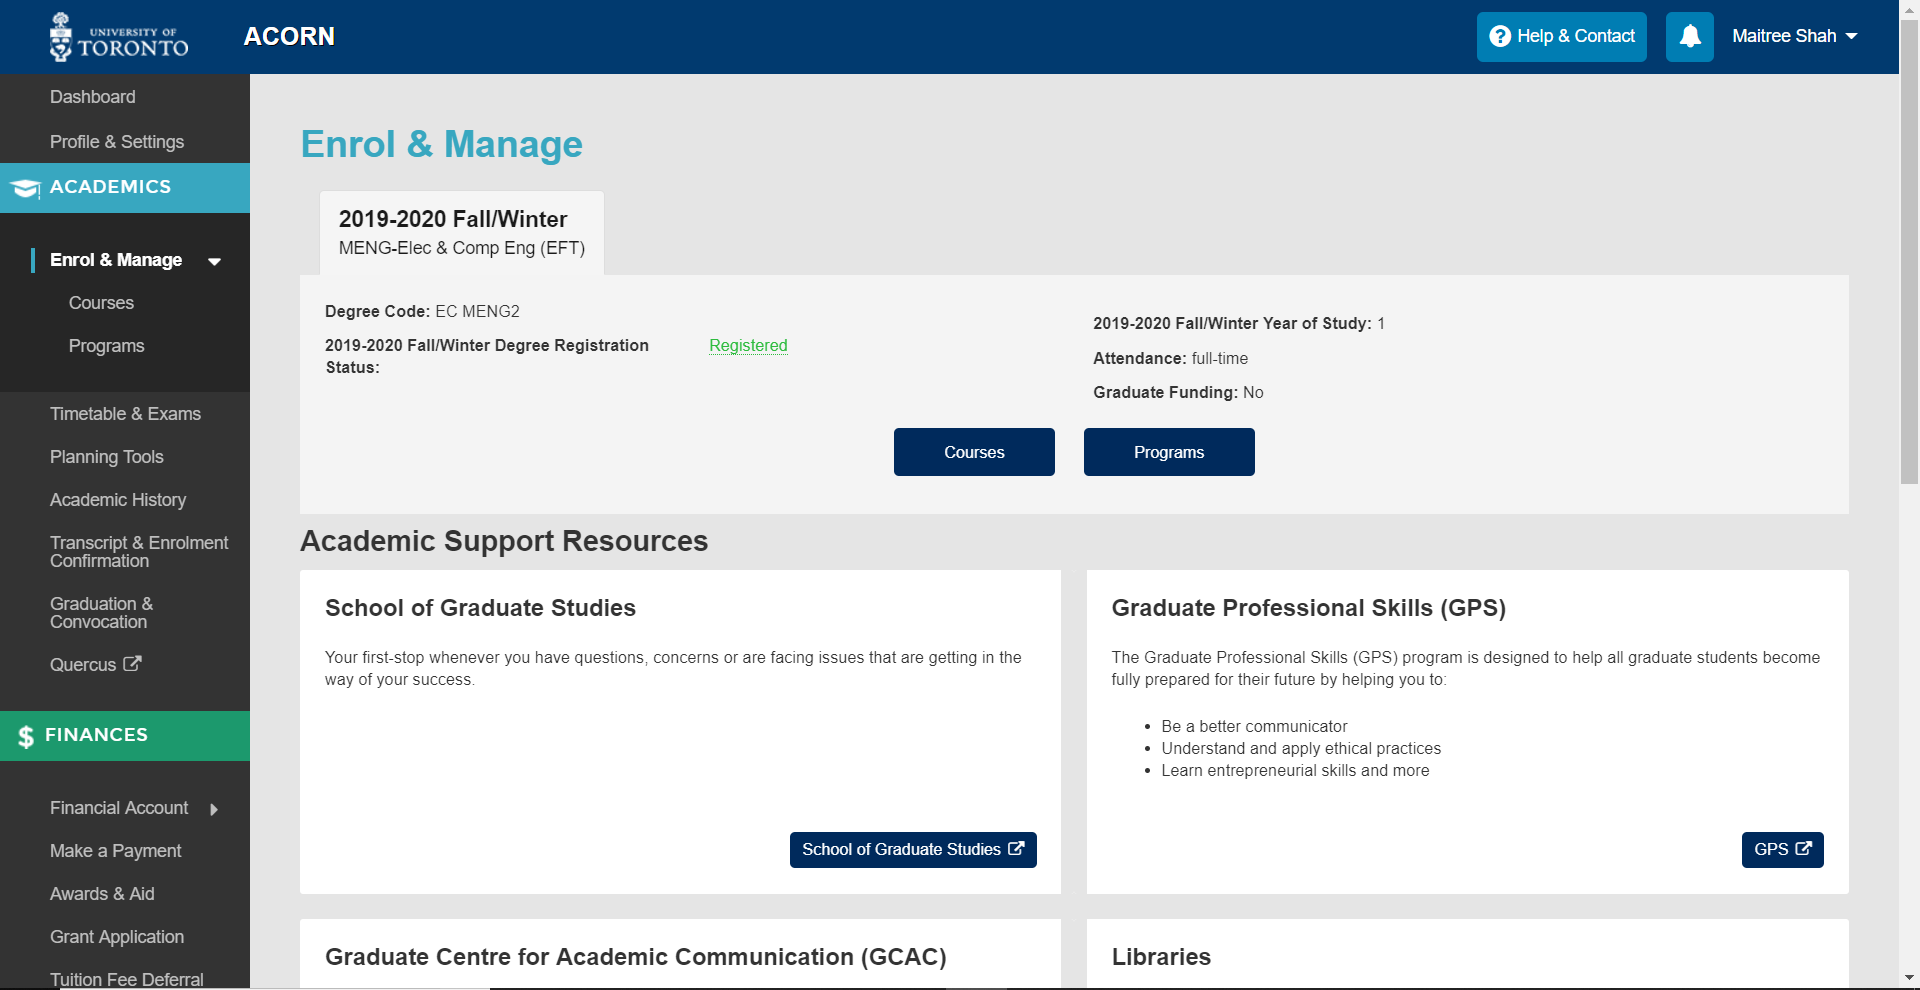 UNIVERSITY OF
TORONTO
ACORN
Help & Contact
Maitree Shah
Dashboard
Profile & Settings
ACADEMICS
Enrol & Manage
Courses
Programs
Timetable & Exams
Planning Tools
Academic History
Transcript & Enrolment
Confirmation
Graduation &
Convocation
Quercus
FINANCES
Financial Account
Make a Payment
Awards & Aid
Grant Application
Tuition Fee Deferral
Enrol & Manage
2019-2020 Fall/Winter
MENG-Elec & Comp Eng (EFT)
Degree Code: EC MENG2
2019-2020 Fall/Winter Degree Registration
Status:
Registered
2019-2020 Fall/Winter Year of Study: 1
Attendance: full-time
Graduate Funding: No
Courses
Programs
Academic Support Resources
School of Graduate Studies
Your first-stop whenever you have questions, concerns or are facing issues that are getting in the
way of your success.
School of Graduate Studies
Graduate Professional Skills (GPS)
The Graduate Professional Skills (GPS) program is designed to help all graduate students become
fully prepared for their future by helping you to:
• Be a better communicator
• Understand and apply ethical practices
• Learn entrepreneurial skills and more
GPS
Graduate Centre for Academic Communication (GCAC)
Libraries